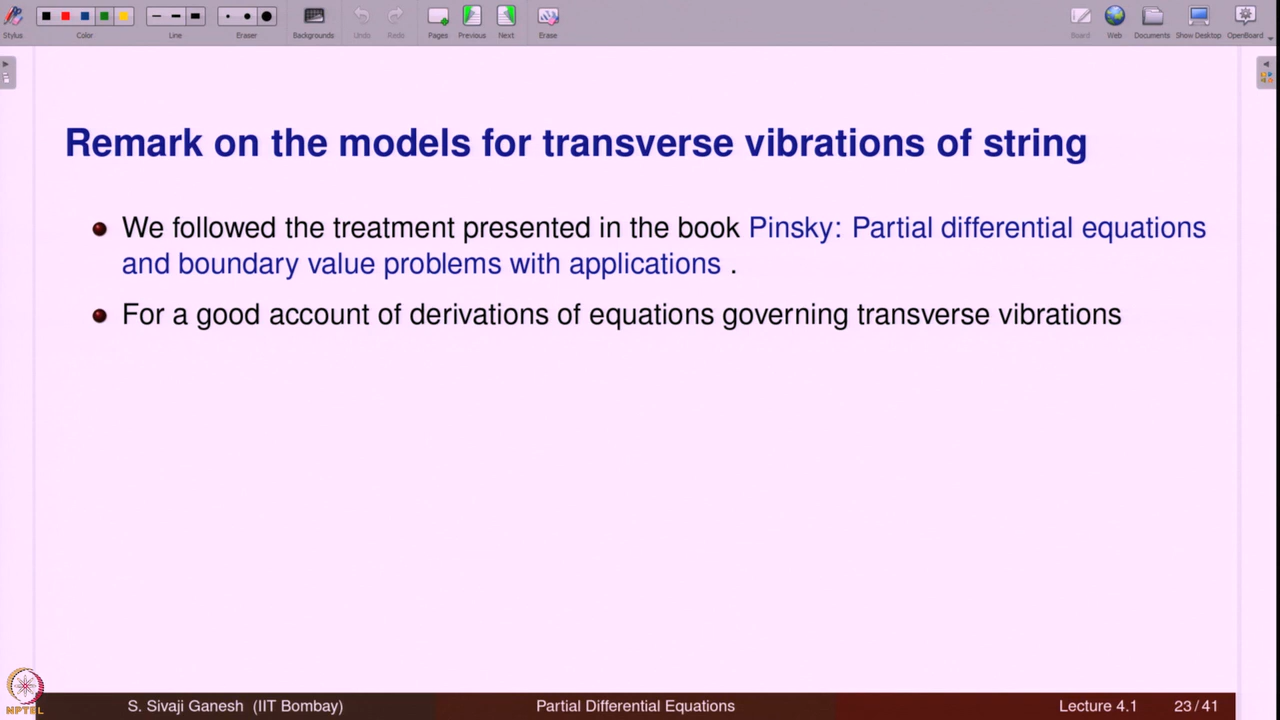 Stylus
Color
Line
Eraser
Backgrounds
Undo
Redo
Pages
Previous
Next
Erase
Board
Web
Documents
Show Desktop
OpenBoard
Remark on the models for transverse vibrations of string
We followed the treatment presented in the book Pinsky: Partial differential equations
and boundary value problems with applications .
For a good account of derivations of equations governing transverse vibrations
NPTEL
S. Sivaji Ganesh (IIT Bombay)
Partial Differential Equations
Lecture 4.1
23/41